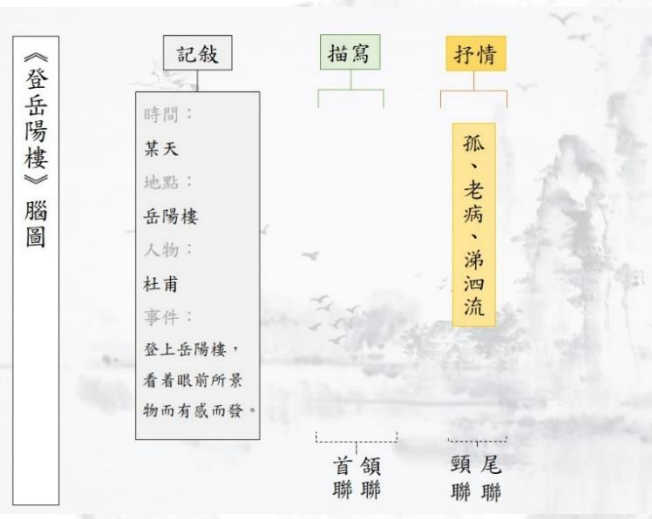 《登岳陽樓》腦圖
記敍
描寫
抒情
時間：
某天
地點：
岳陽樓
人物：
杜甫
事件：
登上岳陽樓，
看着眼前所景
物而有感而發。
孤、老病、涕泗流
首聯
頷聯
頸聯
尾聯